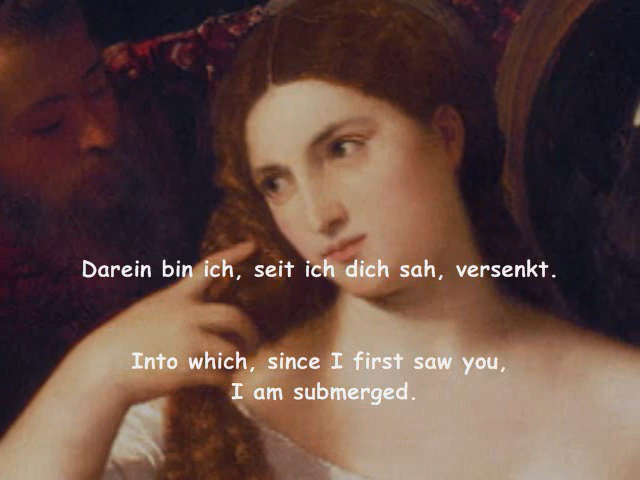 Darein bin ich, seit ich dich sah, versenkt.
Into which, since I first saw you,
I am submerged.